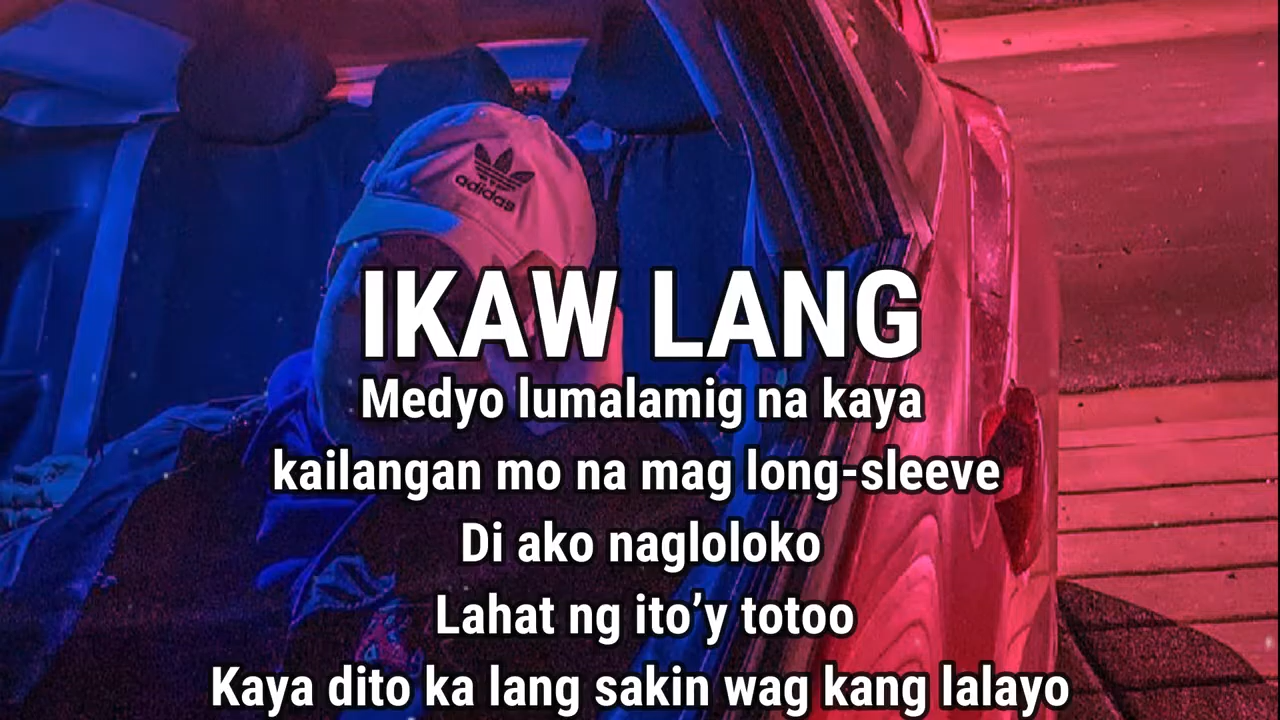 adidas
IKAW LANG
Medyo lumalamig na kaya
kailangan mo na mag long-sleeve
Di ako nagloloko
Lahat ng ito’y totoo
Kaya dito ka lang sakin wag kang lalayo